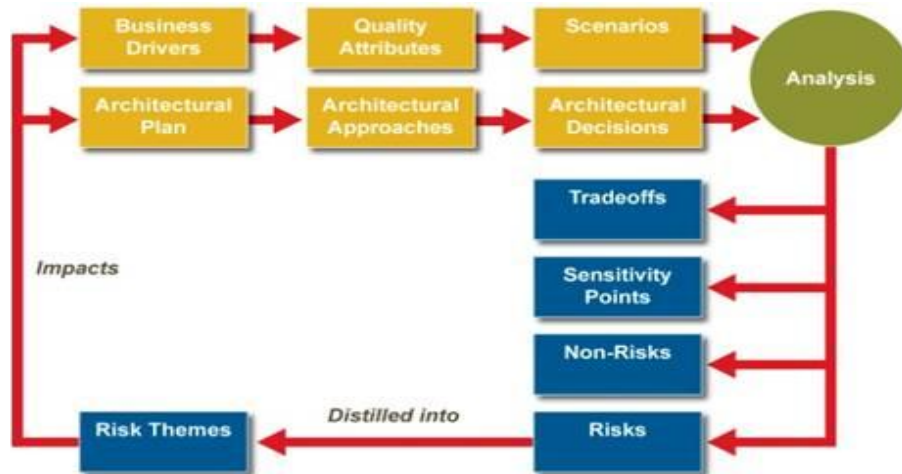 Business
Drivers
Quality
Attributes
Scenarios
Analysis
Architectural
Plan
Architectural
Approaches
Architectural
Decisions
Tradeoffs
Impacts
Sensitivity
Points
Non-Risks
Distilled into
Risk Themes
Risks